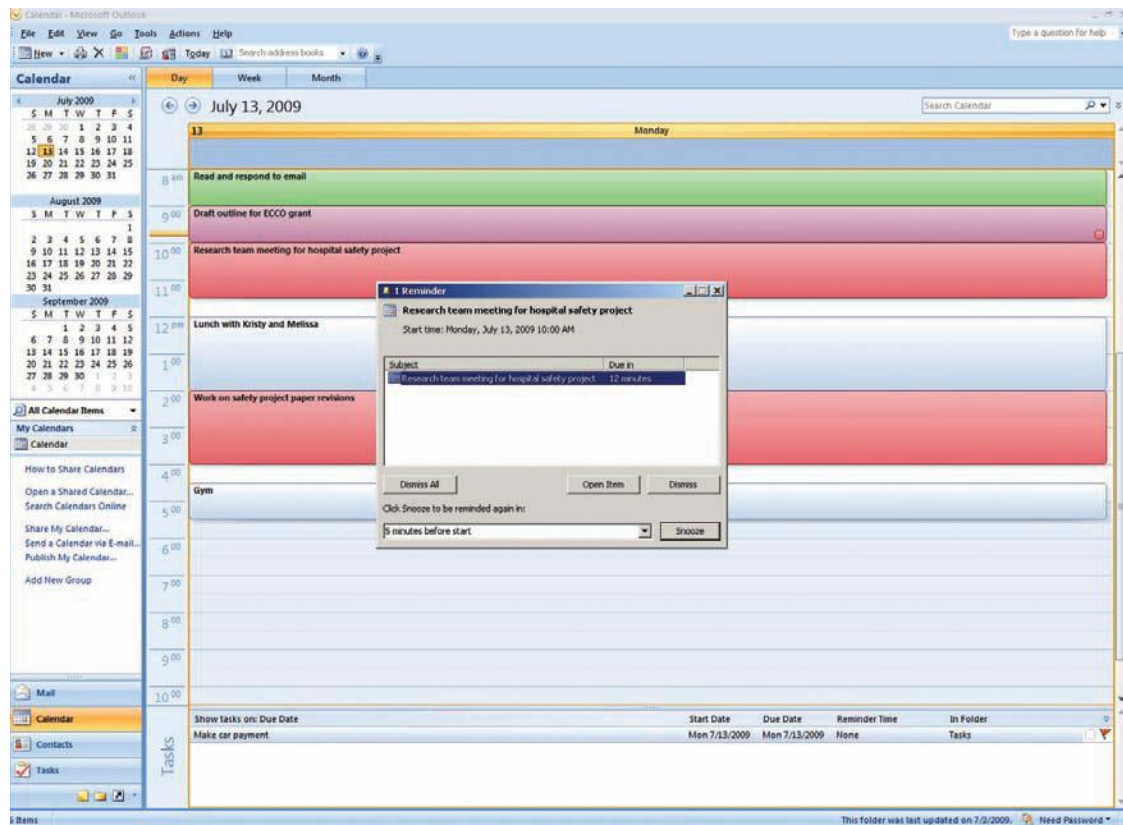 Calendar - Microsoft Outlook
File Edit View Go Tools Actions Help
Type a question for help
New Today Search address books
Calendar «
Day Week Month
July 2009
S M T W T F S
28 29 30 1 2 3 4
5 6 7 8 9 10 11
12 13 14 15 16 17 18
19 20 21 22 23 24 25
26 27 28 29 30 31
August 2009
S M T W T F S
1
2 3 4 5 6 7 8
9 10 11 12 13 14 15
16 17 18 19 20 21 22
23 24 25 26 27 28 29
30 31
September 2009
S M T W T F S
1 2 3 4 5
6 7 8 9 10 11 12
13 14 15 16 17 18 19
20 21 22 23 24 25 26
27 28 29 30 1 2 3
4 5 6 7 8 9 10
All Calendar Items
My Calendars
Calendar
How to Share Calendars
Open a Shared Calendar...
Search Calendars Online
Share My Calendar...
Send a Calendar via E-mail...
Publish My Calendar...
Add New Group
Mail
Calendar
Contacts
Tasks
July 13, 2009
Search Calendar
13 Monday
8 am Read and respond to email
9 00 Draft outline for ECCO grant
10 00 Research team meeting for hospital safety project
11 00
12 pm Lunch with Kristy and Melissa
1 00
2 00 Work on safety project paper revisions
3 00
4 00
Gym
5 00
6 00
7 00
8 00
9 00
10 00
1 Reminder
Research team meeting for hospital safety project
Start time: Monday, July 13, 2009 10:00 AM
Subject Due in
Research team meeting for hospital safety project 12 minutes
Dismiss All Open Item Dismiss
Click Snooze to be reminded again in:
5 minutes before start Snooze
Tasks
Show tasks on: Due Date Start Date Due Date Reminder Time In Folder
Make car payment Mon 7/13/2009 Mon 7/13/2009 None Tasks
Items
This folder was last updated on 7/2/2009. Need Password